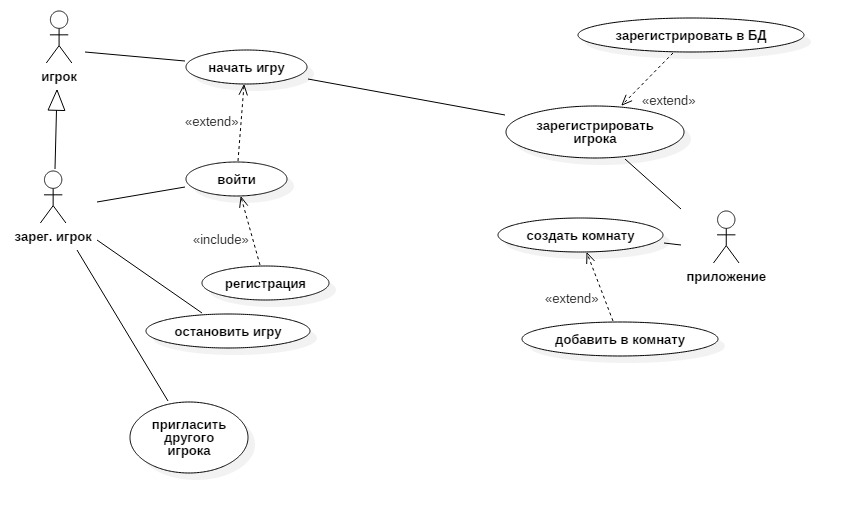 зарегистрировать в БД
игрок
начать игру
«extend»
«extend»
зарегистрировать
игрока
войти
зарег. игрок
создать комнату
«include»
приложение
регистрация
«extend»
остановить игру
добавить в комнату
пригласить
другого
игрока